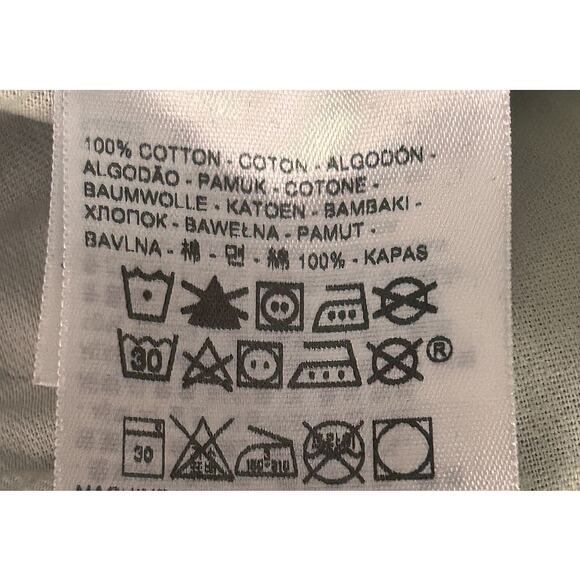 100% COTTON - COTON - ALGODÓN -
ALGODÃO - PAMUK - COTONE -
BAUMWOLLE - KATOEN - BAMBAKI -
ХЛОПОК - BAWEŁNA - PAMUT -
BAVLNA - 棉 - 면 - 綿 100% - KAPAS
30 ®
30 3